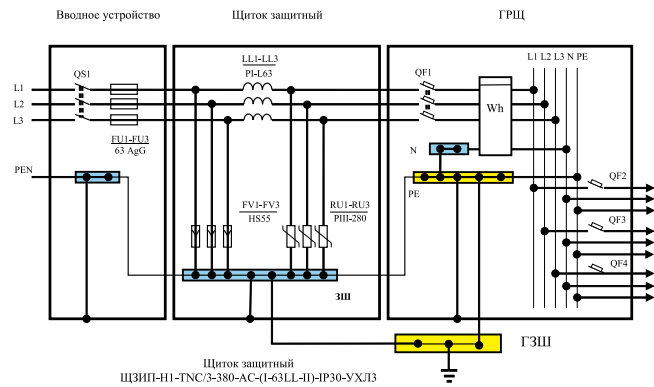 Вводное устройство
Щиток защитный
ГРЩ
LL1-LL3
PI-L63
L1 L2 L3 N PE
QS1
QF1
L1
L2
L3
Wh
FU1-FU3
63 AgG
N
PEN
PE
QF2
FV1-FV3
HS55
RU1-RU3
PIII-280
QF3
QF4
ЗШ
ГЗШ
Щиток защитный
ЩЗИП-Н1-TNC/3-380-АС-(I-63LL-II)-IP30-УХЛ3